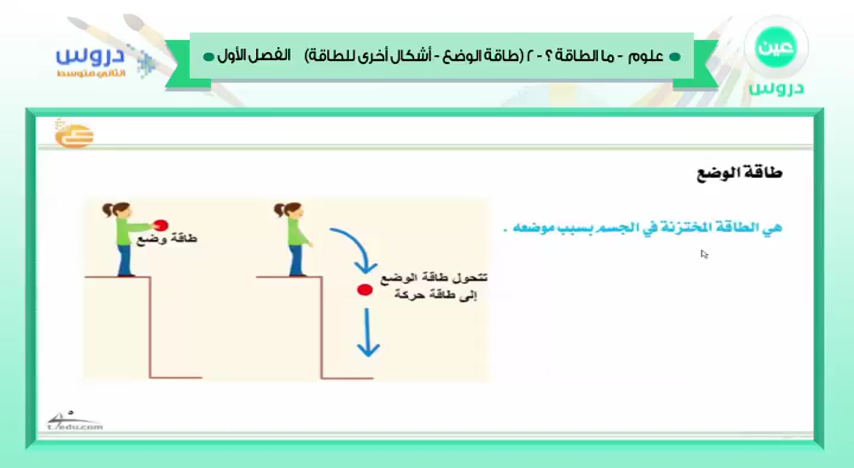 عين
دروس
علوم - ما الطاقة ؟ - ٢ (طاقة الوضع - أشكال أخرى للطاقة) الفصل الأول
دروس
الثاني متوسط
طاقة الوضع
هي الطاقة المختزنة في الجسم بسبب موضعه .
طاقة وضع
تتحول طاقة الوضع
إلى طاقة حركة